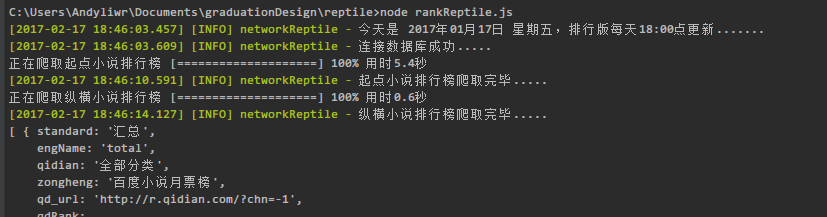 C:\Users\Andyliwr\Documents\graduationDesign\reptile>node rankReptile.js
[2017-02-17 18:46:03.457] [INFO] networkReptile - 今天是 2017年01月17日 星期五，排行版每天18:00点更新.......
[2017-02-17 18:46:03.609] [INFO] networkReptile - 连接数据库成功.....
正在爬取起点小说排行榜 [====================] 100% 用时5.4秒
[2017-02-17 18:46:10.591] [INFO] networkReptile - 起点小说排行榜爬取完毕.....
正在爬取纵横小说排行榜 [====================] 100% 用时0.6秒
[2017-02-17 18:46:14.127] [INFO] networkReptile - 纵横小说排行榜爬取完毕.....
[ { standard: '汇总',
engName: 'total',
qidian: '全部分类',
zongheng: '百度小说月票榜',
qd_url: 'http://r.qidian.com/?chn=-1',
qdRank: